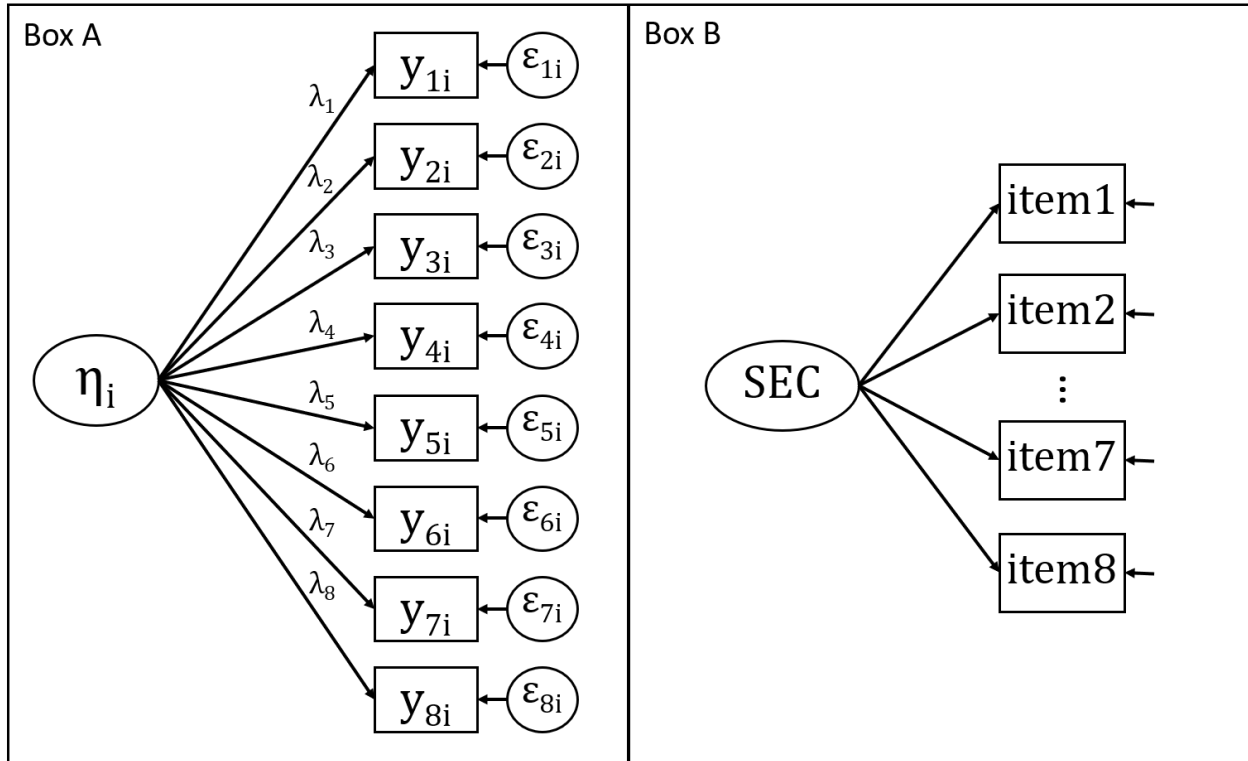 Box A
λ₁
y₁ᵢ
ε₁ᵢ
λ₂
y₂ᵢ
ε₂ᵢ
λ₃
y₃ᵢ
ε₃ᵢ
λ₄
y₄ᵢ
ε₄ᵢ
ηᵢ
λ₅
y₅ᵢ
ε₅ᵢ
λ₆
y₆ᵢ
ε₆ᵢ
λ₇
y₇ᵢ
ε₇ᵢ
λ₈
y₈ᵢ
ε₈ᵢ
Box B
SEC
item1
item2
⋮
item7
item8